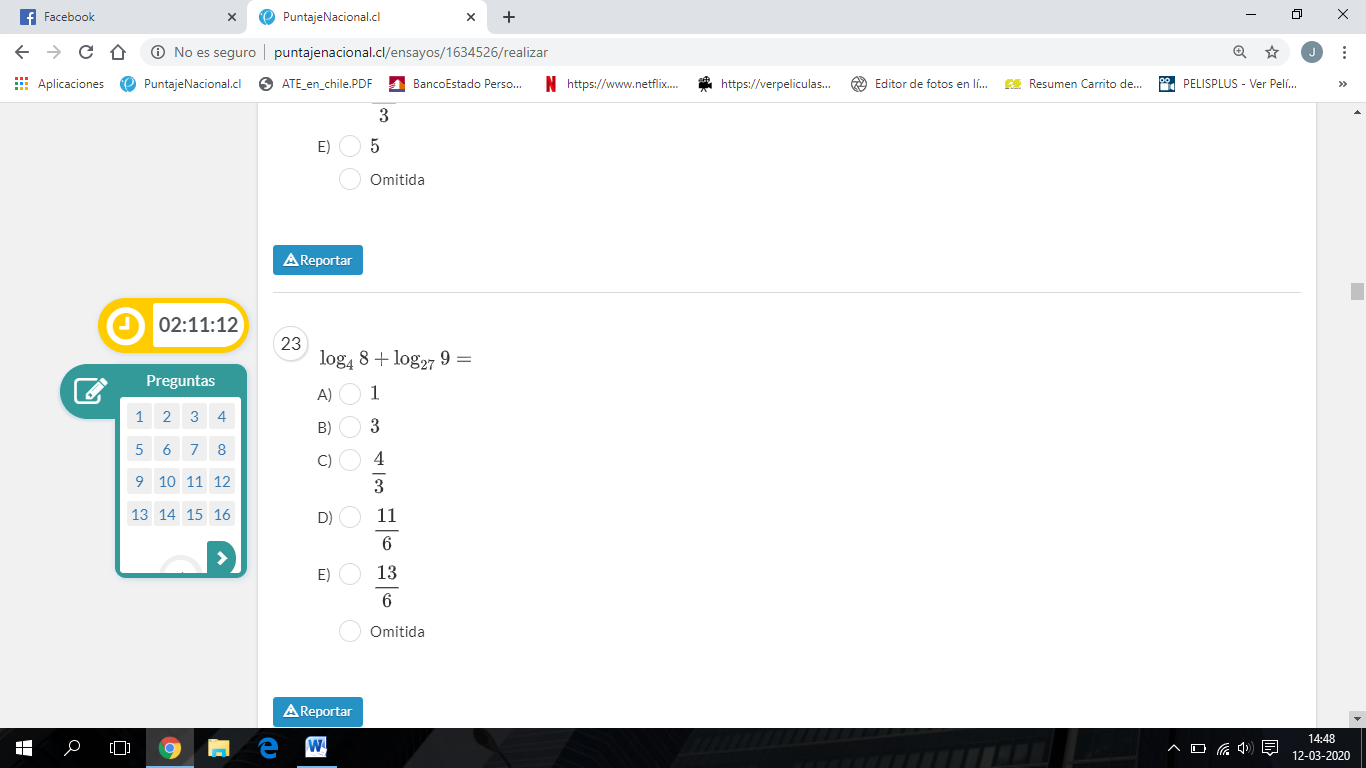 Facebook
PuntajeNacional.cl
No es seguro | puntajenacional.cl/ensayos/1634526/realizar
J
Aplicaciones PuntajeNacional.cl ATE_en_chile.PDF BancoEstado Perso... https://www.netflix.... https://verpeliculas... Editor de fotos en lí... Resumen Carrito de... PELISPLUS - Ver Pelí... »
3
E) 5
Omitida
Reportar
02:11:12
Preguntas
1 2 3 4
5 6 7 8
9 10 11 12
13 14 15 16
23
log₄ 8 + log₂₇ 9 =
A) 1
B) 3
C) 4/3
D) 11/6
E) 13/6
Omitida
Reportar
14:48
12-03-2020